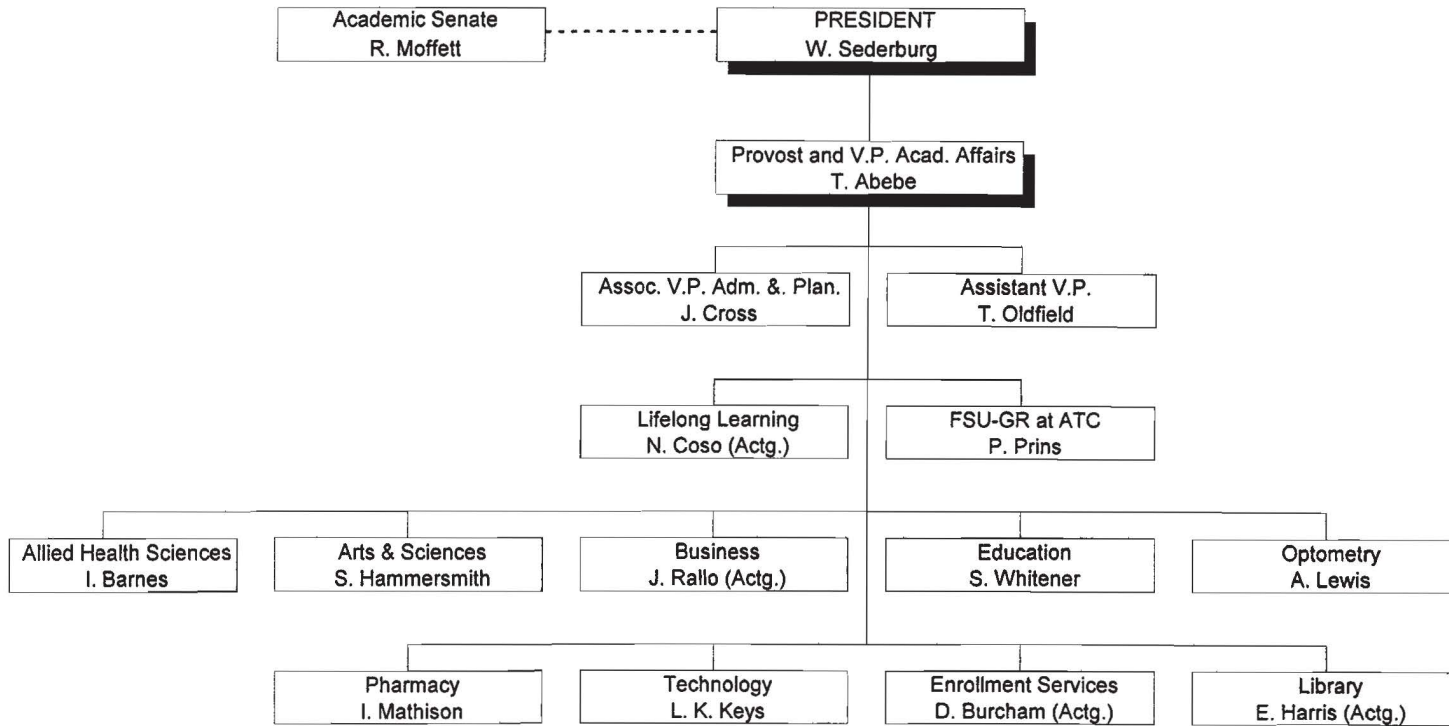 Academic Senate
R. Moffett
PRESIDENT
W. Sederburg
Provost and V.P. Acad. Affairs
T. Abebe
Assoc. V.P. Adm. &. Plan.
J. Cross
Assistant V.P.
T. Oldfield
Lifelong Learning
N. Coso (Actg.)
FSU-GR at ATC
P. Prins
Allied Health Sciences
I. Barnes
Arts & Sciences
S. Hammersmith
Business
J. Rallo (Actg.)
Education
S. Whitener
Optometry
A. Lewis
Pharmacy
I. Mathison
Technology
L. K. Keys
Enrollment Services
D. Burcham (Actg.)
Library
E. Harris (Actg.)